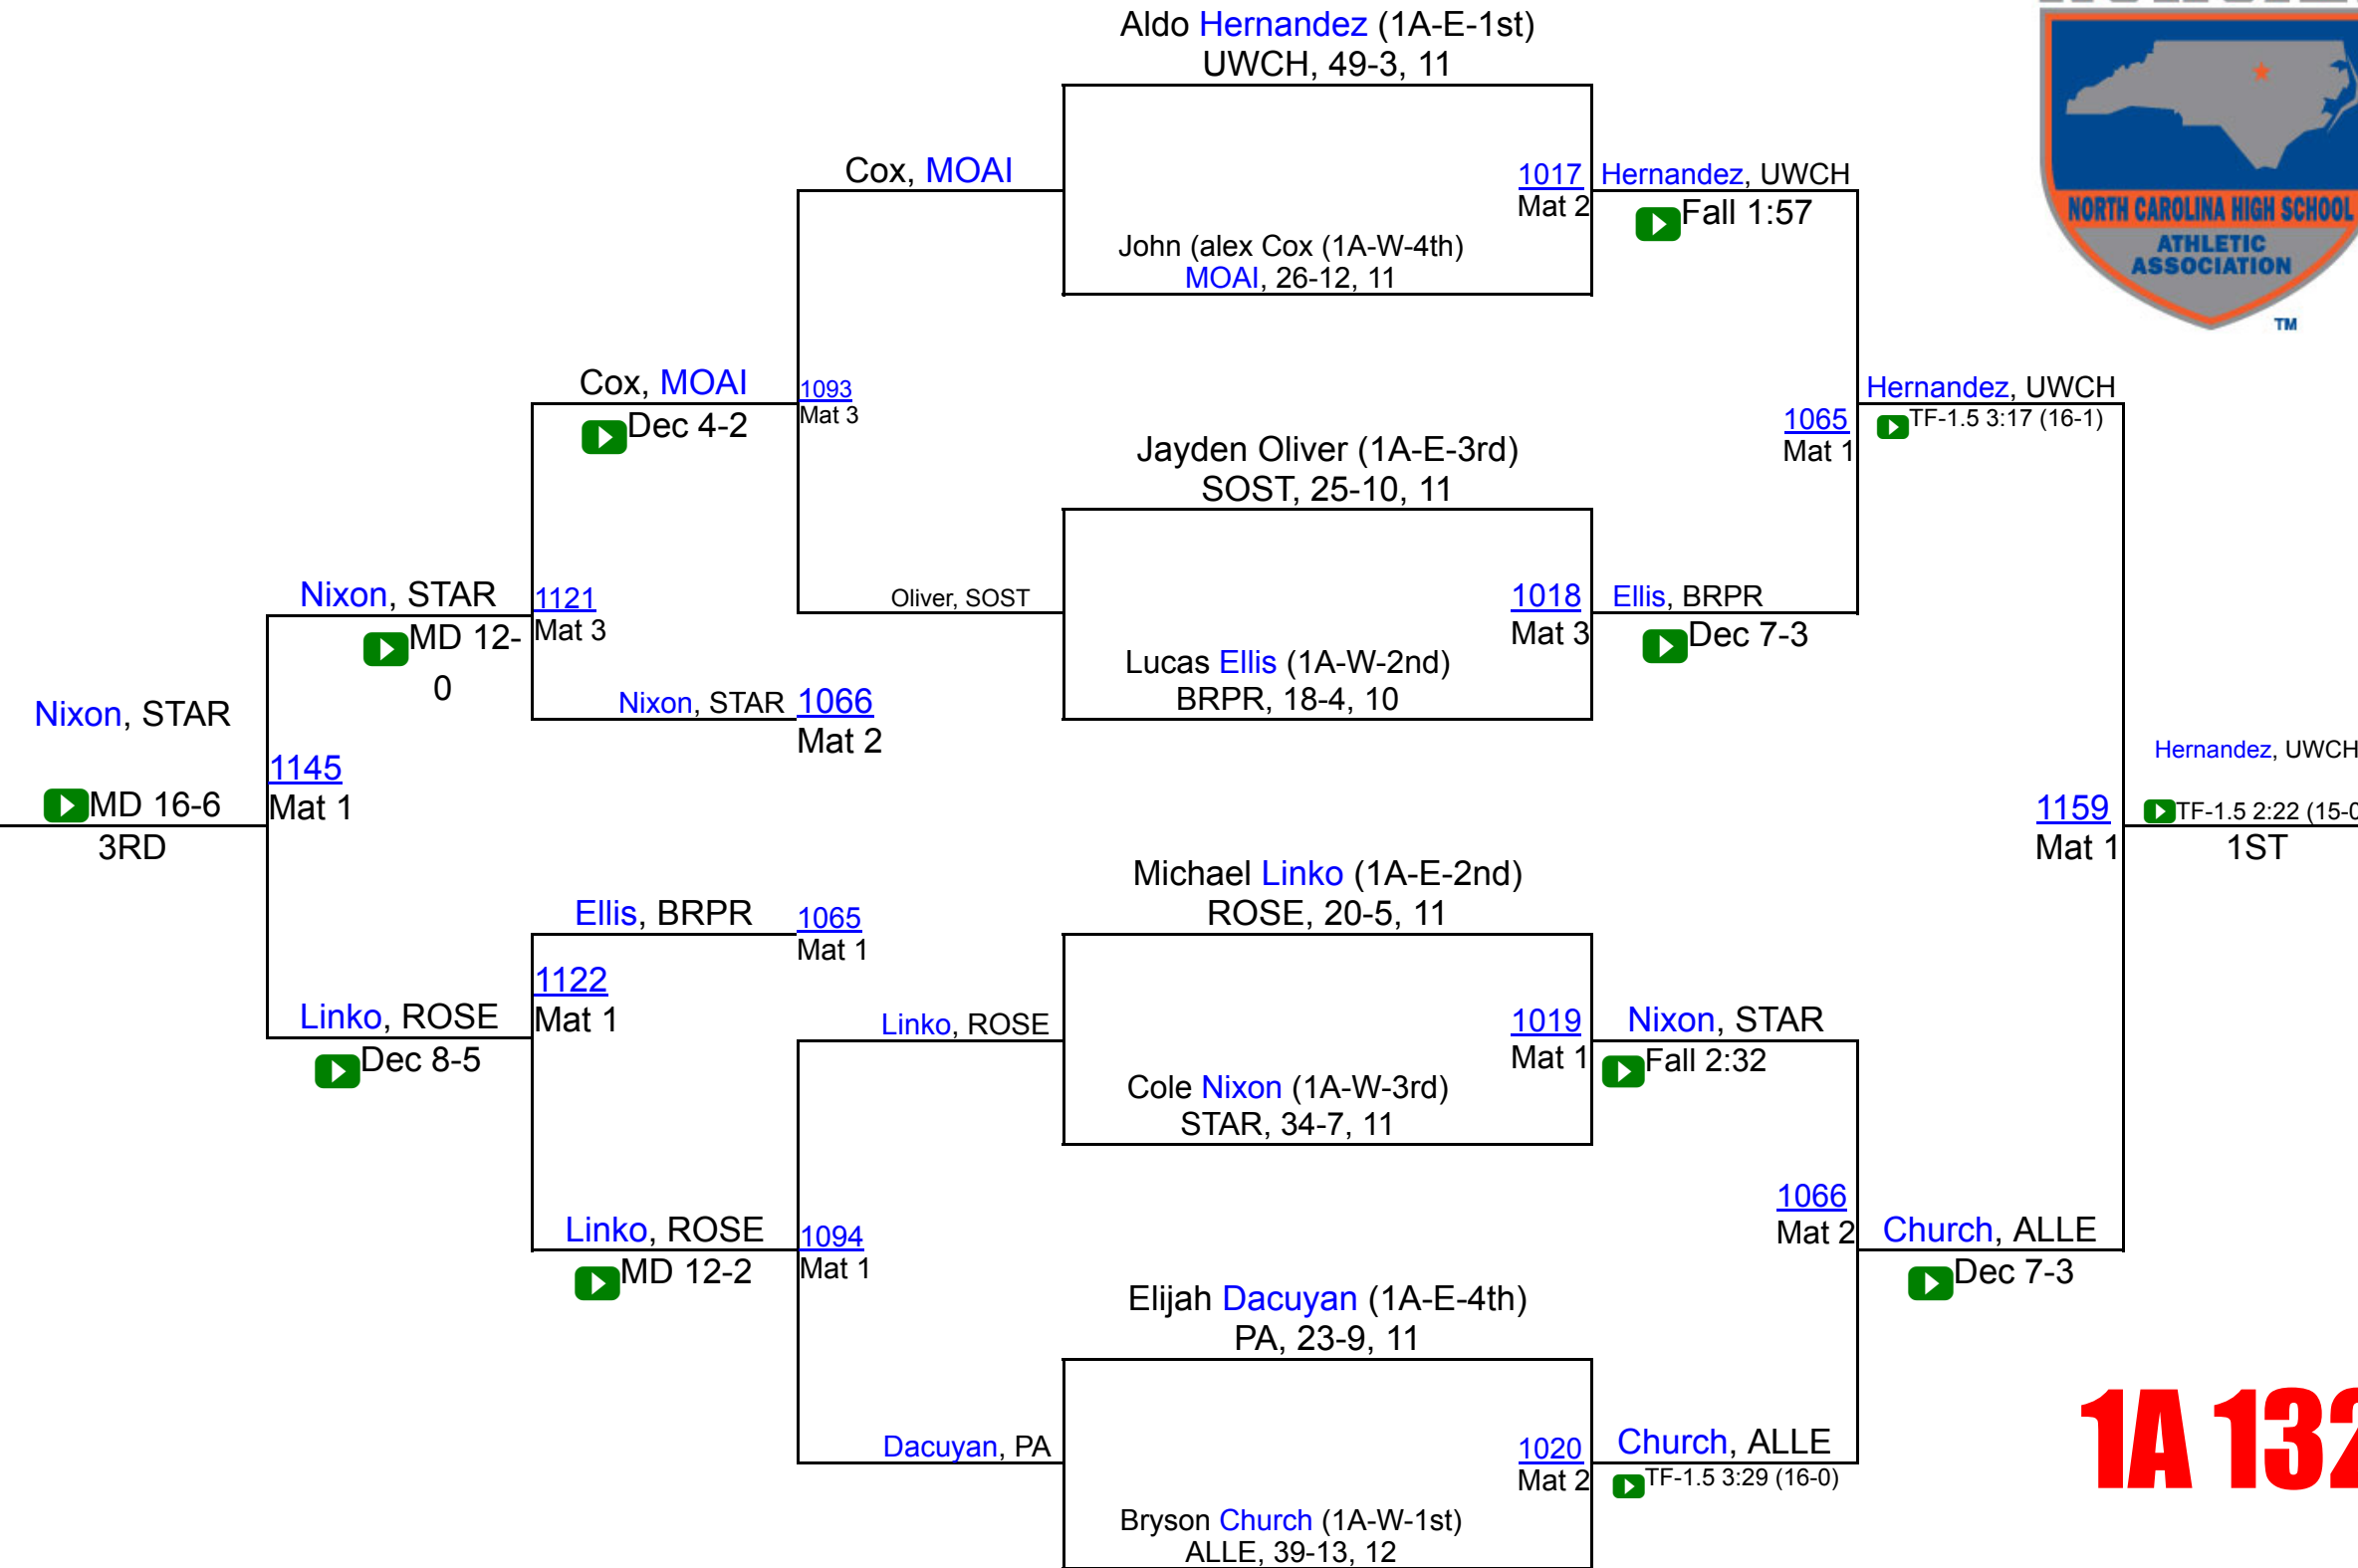 Aldo Hernandez (1A-E-1st)
UWCH, 49-3, 11
Cox, MOAI
1017
Mat 2
Hernandez, UWCH
Fall 1:57
John (alex Cox (1A-W-4th)
MOAI, 26-12, 11
NORTH CAROLINA HIGH SCHOOL
ATHLETIC
ASSOCIATION
TM
Cox, MOAI
Dec 4-2
1093
Mat 3
Hernandez, UWCH
TF-1.5 3:17 (16-1)
1065
Mat 1
Jayden Oliver (1A-E-3rd)
SOST, 25-10, 11
Nixon, STAR
MD 12-
0
1121
Mat 3
Oliver, SOST
1018
Mat 3
Ellis, BRPR
Dec 7-3
Lucas Ellis (1A-W-2nd)
BRPR, 18-4, 10
Nixon, STAR
1066
Mat 2
Nixon, STAR
MD 16-6
3RD
1145
Mat 1
Hernandez, UWCH
TF-1.5 2:22 (15-0
1ST
1159
Mat 1
Michael Linko (1A-E-2nd)
ROSE, 20-5, 11
Ellis, BRPR
1065
Mat 1
1122
Mat 1
Linko, ROSE
Dec 8-5
Linko, ROSE
1019
Mat 1
Nixon, STAR
Fall 2:32
Cole Nixon (1A-W-3rd)
STAR, 34-7, 11
1066
Mat 2
Church, ALLE
Dec 7-3
Linko, ROSE
MD 12-2
1094
Mat 1
Elijah Dacuyan (1A-E-4th)
PA, 23-9, 11
Dacuyan, PA
1020
Mat 2
Church, ALLE
TF-1.5 3:29 (16-0)
Bryson Church (1A-W-1st)
ALLE, 39-13, 12
1A 132